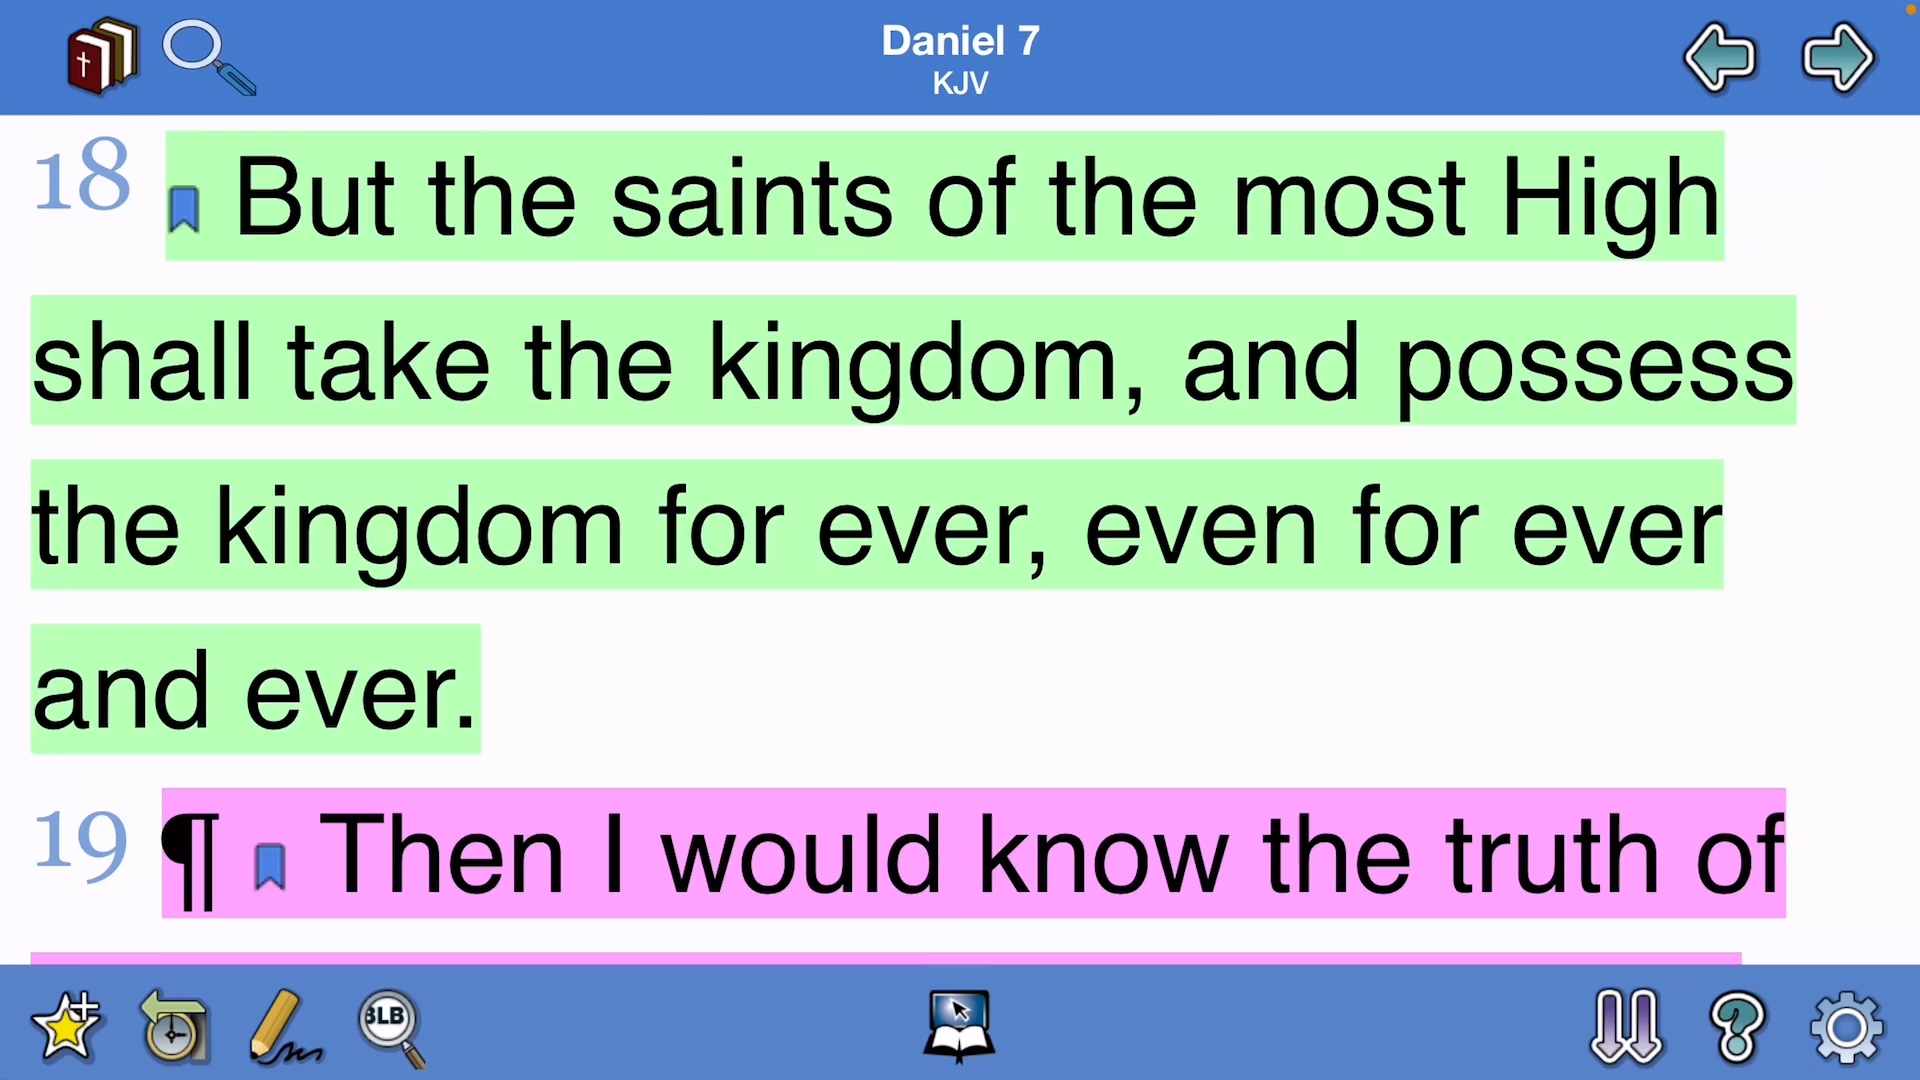 Daniel 7
KJV
18 But the saints of the most High
shall take the kingdom, and possess
the kingdom for ever, even for ever
and ever.
19 ¶ Then I would know the truth of
BLB